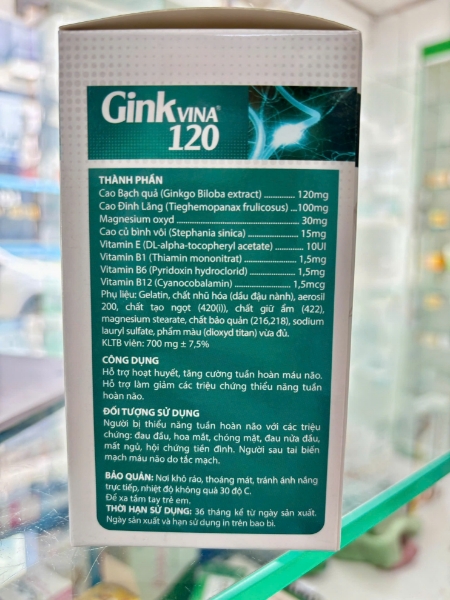 GinkVINA®
120
THÀNH PHẦN
Cao Bạch quả (Ginkgo Biloba extract) ............ 120mg
Cao Đinh Lăng (Tieghemopanax frulicosus) ...100mg
Magnesium oxyd ................................ 30mg
Cao củ bình vôi (Stephania sinica) ................ 15mg
Vitamin E (DL-alpha-tocopheryl acetate) ......... 10UI
Vitamin B1 (Thiamin mononitrat) ................ 1,5mg
Vitamin B6 (Pyridoxin hydroclorid) ............. 1,5mg
Vitamin B12 (Cyanocobalamin) ................ 1,5mcg
Phụ liệu: Gelatin, chất nhũ hóa (dầu đậu nành), aerosil
200, chất tạo ngọt (420(i)), chất giữ ẩm (422),
magnesium stearate, chất bảo quản (216,218), sodium
lauryl sulfate, phẩm màu (dioxyd titan) vừa đủ.
KLTB viên: 700 mg ± 7,5%
CÔNG DỤNG
Hỗ trợ hoạt huyết, tăng cường tuần hoàn máu não.
Hỗ trợ làm giảm các triệu chứng thiểu năng tuần
hoàn não.
ĐỐI TƯỢNG SỬ DỤNG
Người bị thiểu năng tuần hoàn não với các triệu
chứng: đau đầu, hoa mắt, chóng mặt, đau nửa đầu,
mất ngủ, hội chứng tiền đình. Người sau tai biến
mạch máu não do tắc mạch.
BẢO QUẢN: Nơi khô ráo, thoáng mát, tránh ánh nắng
trực tiếp, nhiệt độ không quá 30 độ C.
Để xa tầm tay trẻ em.
THỜI HẠN SỬ DỤNG: 36 tháng kể từ ngày sản xuất.
Ngày sản xuất và hạn sử dụng in trên bao bì.